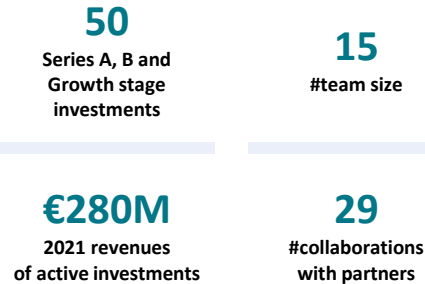 50
Series A, B and
Growth stage
investments
15
#team size
€280M
2021 revenues
of active investments
29
#collaborations
with partners